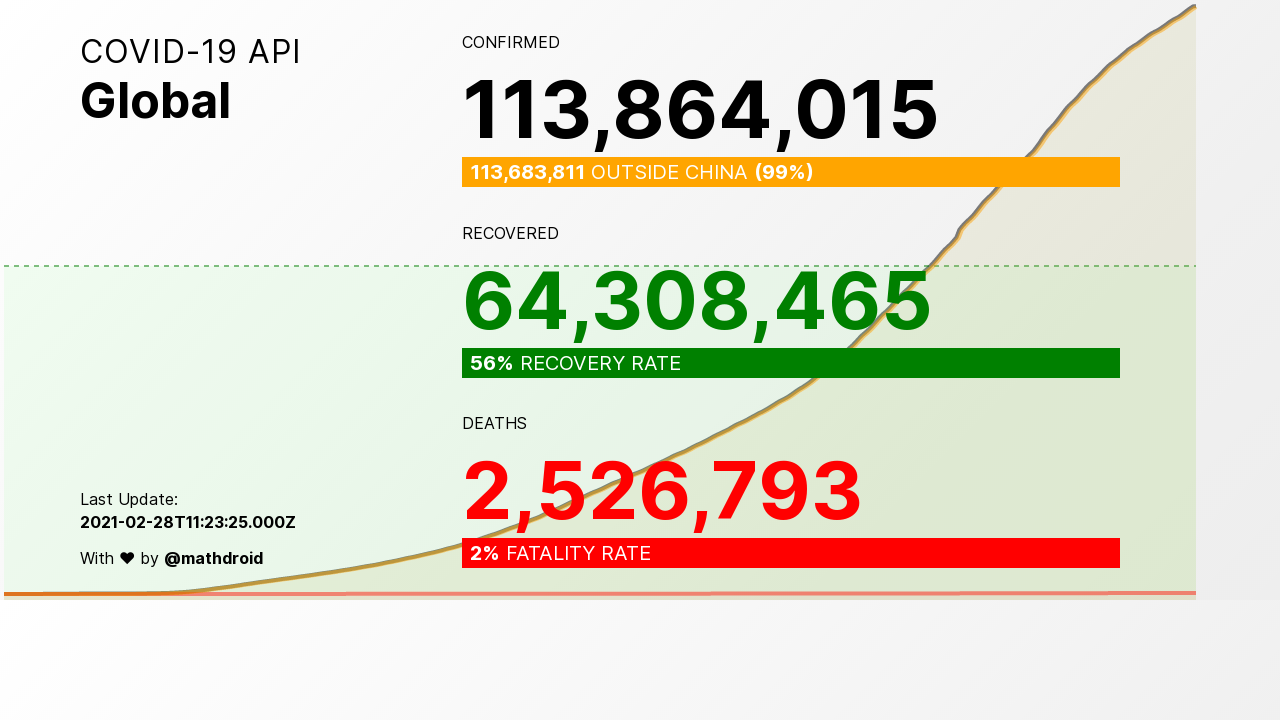 COVID-19 API
Global
CONFIRMED
113,864,015
113,683,811 OUTSIDE CHINA (99%)
RECOVERED
64,308,465
56% RECOVERY RATE
DEATHS
2,526,793
2% FATALITY RATE
Last Update:
2021-02-28T11:23:25.000Z
With ♥ by @mathdroid